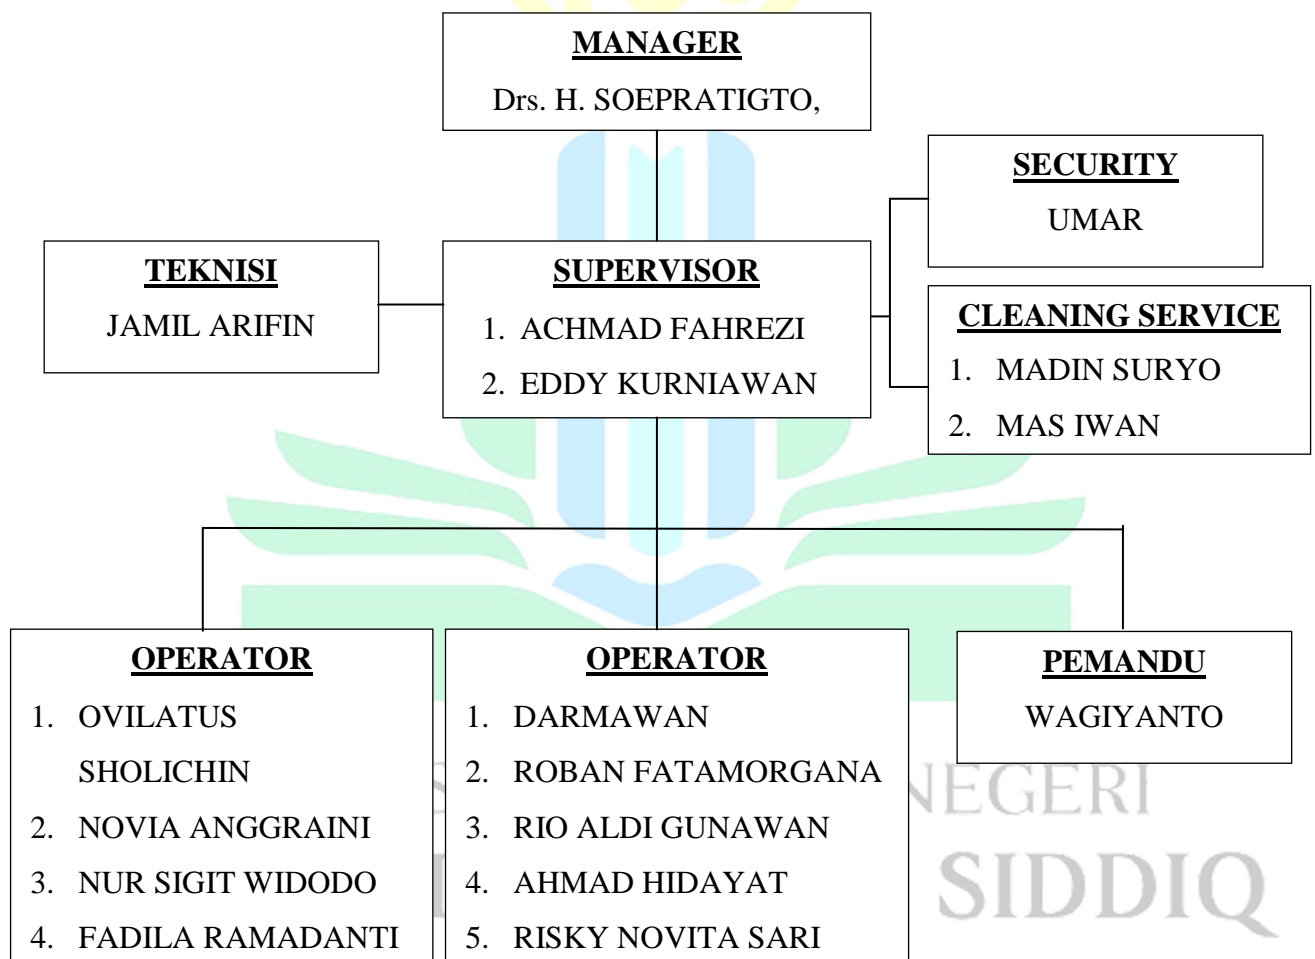 MANAGER
Drs. H. SOEPRATIGTO,
SECURITY
UMAR
TEKNISI
JAMIL ARIFIN
SUPERVISOR
1. ACHMAD FAHREZI
2. EDDY KURNIAWAN
CLEANING SERVICE
1. MADIN SURYO
2. MAS IWAN
OPERATOR
1. OVILATUS
SHOLICHIN
2. NOVIA ANGGRAINI
3. NUR SIGIT WIDODO
4. FADILA RAMADANTI
OPERATOR
1. DARMAWAN
2. ROBAN FATAMORGANA
3. RIO ALDI GUNAWAN
4. AHMAD HIDAYAT
5. RISKY NOVITA SARI
PEMANDU
WAGIYANTO
NEGERI
SIDDIQ